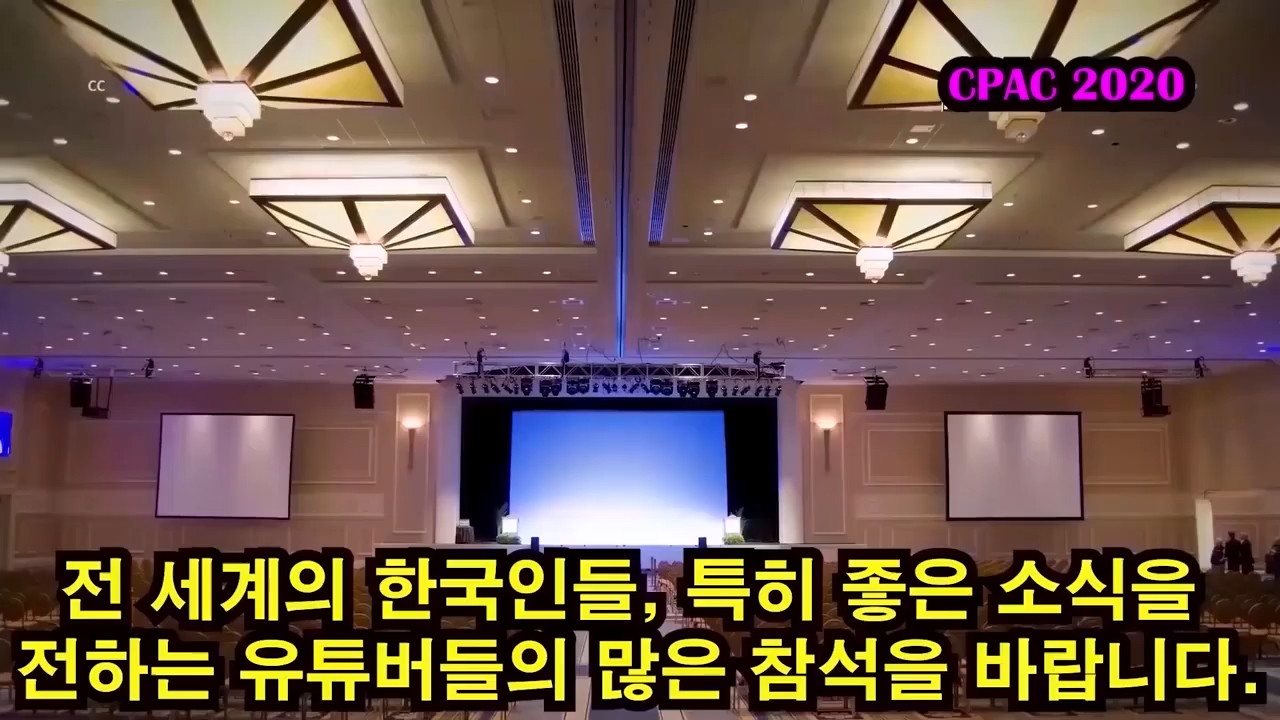 CC
CPAC 2020
전 세계의 한국인들, 특히 좋은 소식을
전하는 유튜버들의 많은 참석을 바랍니다.